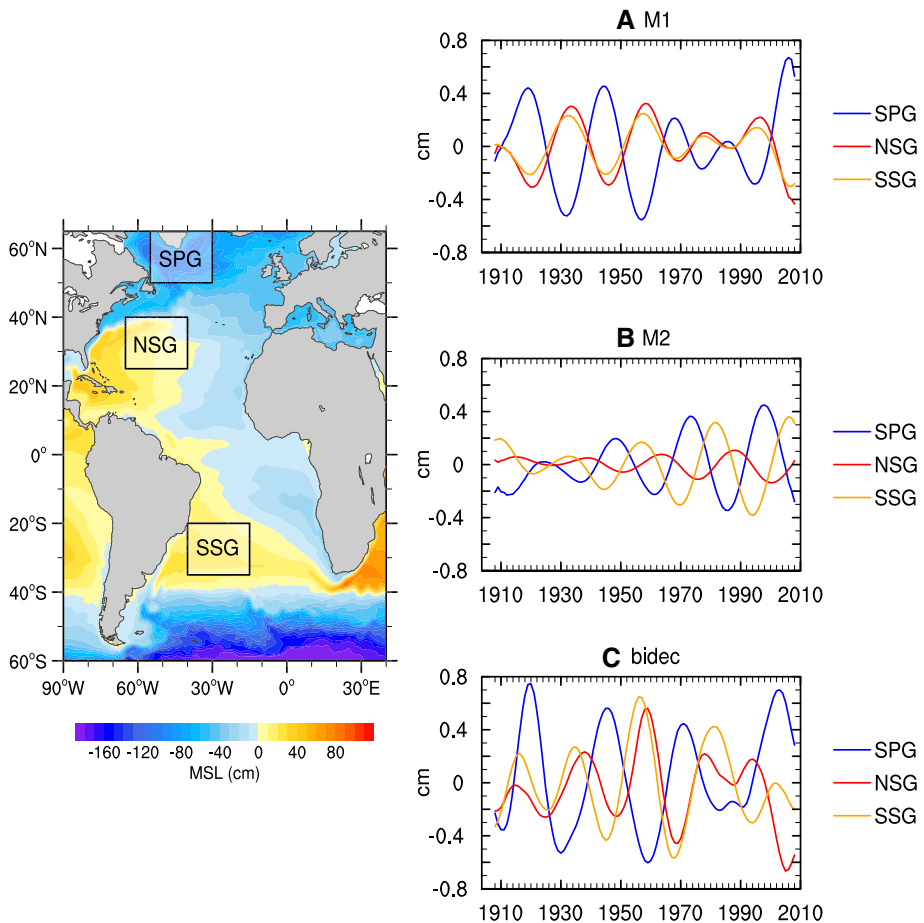 A M1
0.8
0.4
0
-0.4
-0.8
cm
1910 1930 1950 1970 1990 2010
SPG
NSG
SSG
60°N
40°N
20°N
0°
20°S
40°S
60°S
90°W 60°W 30°W 0° 30°E
SPG
NSG
SSG
-160 -120 -80 -40 0 40 80
MSL (cm)
B M2
0.8
0.4
0
-0.4
-0.8
cm
1910 1930 1950 1970 1990 2010
SPG
NSG
SSG
C bidec
0.8
0.4
0
-0.4
-0.8
cm
1910 1930 1950 1970 1990 2010
SPG
NSG
SSG